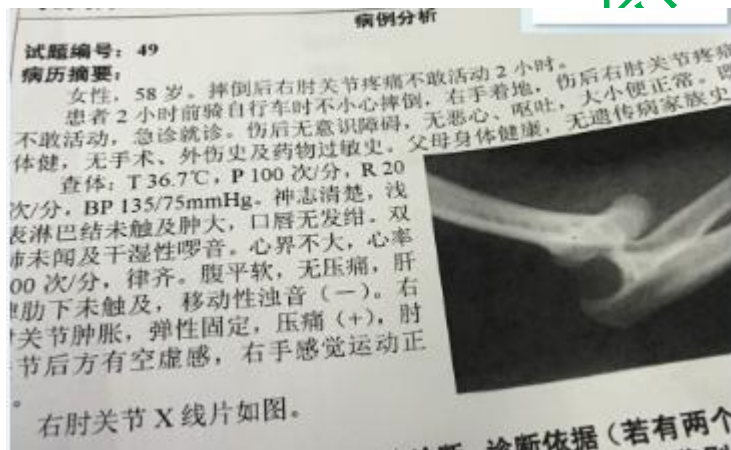 病例分析
试题编号：49
病历摘要：
女性，58 岁。摔倒后右肘关节疼痛不敢活动 2 小时。
患者 2 小时前骑自行车时不小心摔倒，右手着地，伤后右肘关节疼痛
不敢活动，急诊就诊。伤后无意识障碍，无恶心、呕吐，大小便正常。既
体健，无手术、外伤史及药物过敏史。父母身体健康，无遗传病家族史
查体：T 36.7℃，P 100 次/分，R 20
次/分，BP 135/75mmHg。神志清楚，浅
表淋巴结未触及肿大，口唇无发绀。双
肺未闻及干湿性啰音。心界不大，心率
00 次/分，律齐。腹平软，无压痛，肝
脾肋下未触及，移动性浊音（－）。右
肘关节肿胀，弹性固定，压痛（+），肘
节后方有空虚感，右手感觉运动正
。
右肘关节 X 线片如图。
诊断依据（若有两个